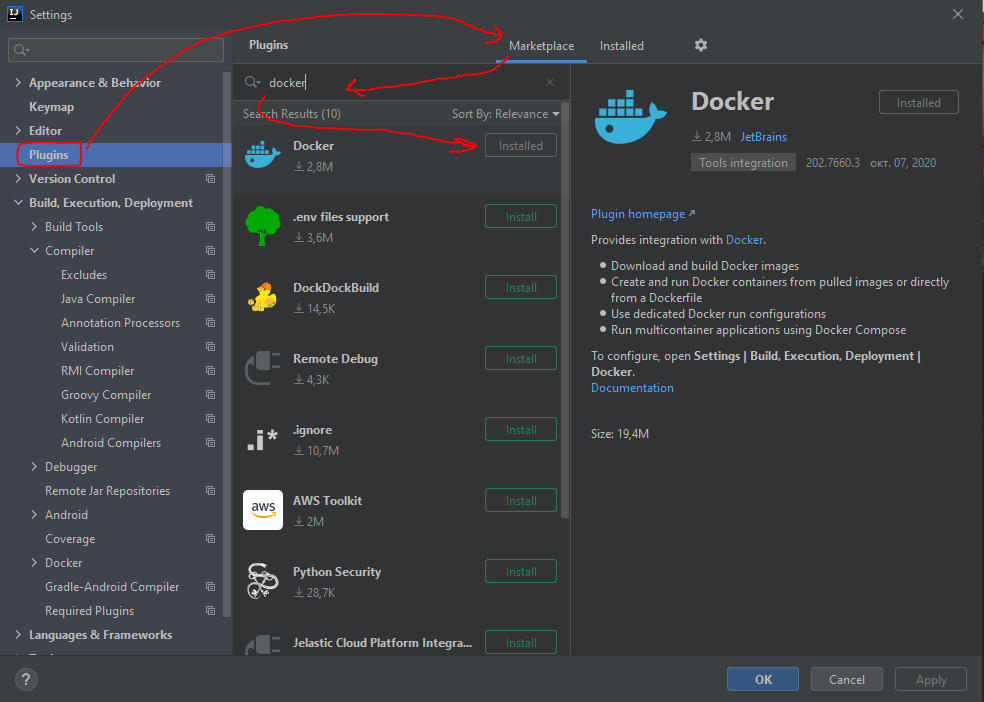 Settings
Plugins
Marketplace
Installed
Appearance & Behavior
Keymap
Editor
Plugins
Version Control
Build, Execution, Deployment
Build Tools
Compiler
Excludes
Java Compiler
Annotation Processors
Validation
RMI Compiler
Groovy Compiler
Kotlin Compiler
Android Compilers
Debugger
Remote Jar Repositories
Android
Coverage
Docker
Gradle-Android Compiler
Required Plugins
Languages & Frameworks
docker
Search Results (10)
Sort By: Relevance
Docker
2,8M
Installed
.env files support
3,6M
Install
DockDockBuild
14,5K
Install
Remote Debug
4,3K
Install
.i*
.ignore
10,7M
Install
aws
AWS Toolkit
2M
Install
Python Security
28,7K
Install
Jelastic Cloud Platform Integra...
Install
Docker
Installed
2,8M JetBrains
Tools integration 202.7660.3 окт. 07, 2020
Plugin homepage
Provides integration with Docker.
Download and build Docker images
Create and run Docker containers from pulled images or directly
from a Dockerfile
Use dedicated Docker run configurations
Run multicontainer applications using Docker Compose
To configure, open Settings | Build, Execution, Deployment |
Docker.
Documentation
Size: 19,4M
?
OK
Cancel
Apply